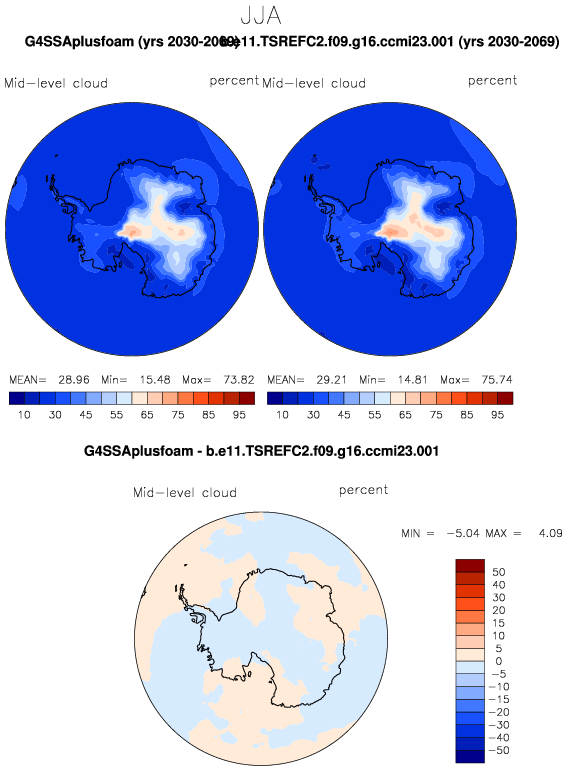 JJA
G4SSAplusfoam (yrs 2030-2069) b.e11.TSREFC2.f09.g16.ccmi23.001 (yrs 2030-2069)
Mid-level cloud percent Mid-level cloud percent
MEAN= 28.96 Min= 15.48 Max= 73.82 MEAN= 29.21 Min= 14.81 Max= 75.74
10 30 45 55 65 75 85 95 10 30 45 55 65 75 85 95
G4SSAplusfoam - b.e11.TSREFC2.f09.g16.ccmi23.001
Mid-level cloud percent
MIN = -5.04 MAX = 4.09
50
40
30
20
15
10
5
0
-5
-10
-15
-20
-30
-40
-50